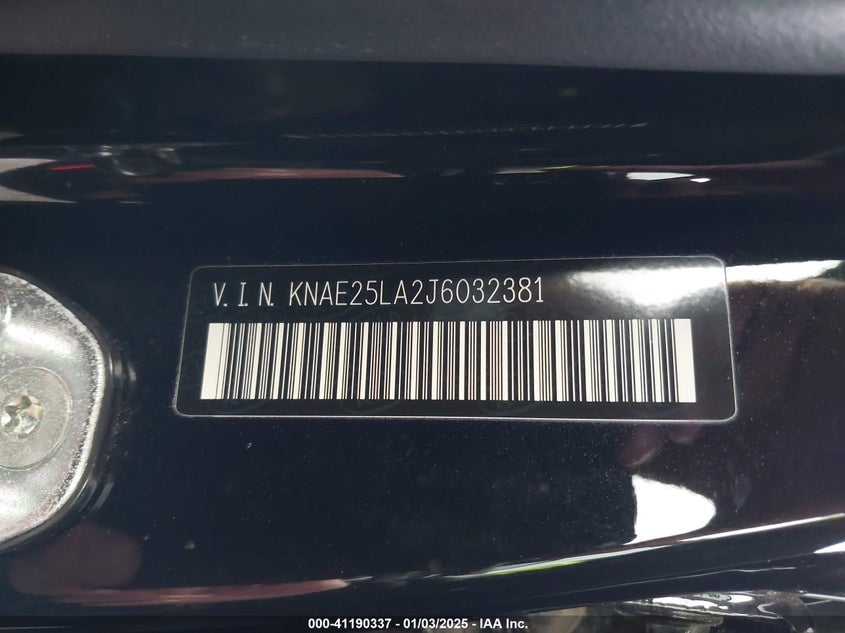 V.I.N. KNAE25LA2J6032381
000-41190337 - 01/03/2025 - IAA Inc.